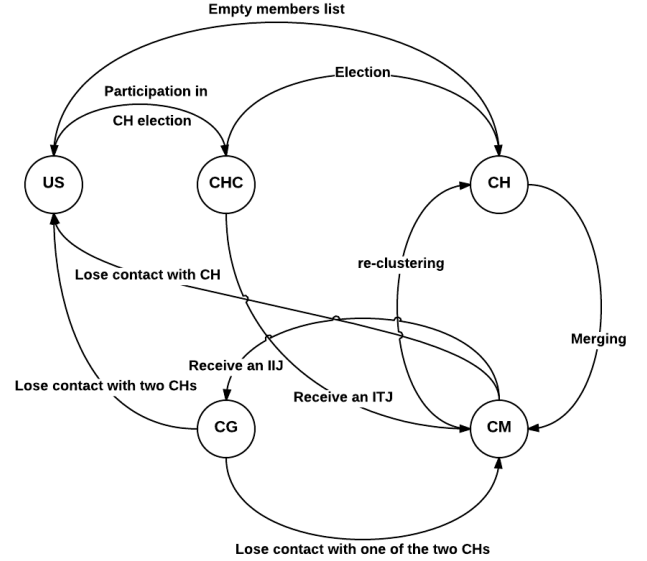 Empty members list
Election
Participation in
CH election
US
CHC
CH
re-clustering
Lose contact with CH
Merging
Receive an IIJ
Lose contact with two CHs
Receive an ITJ
CG
CM
Lose contact with one of the two CHs